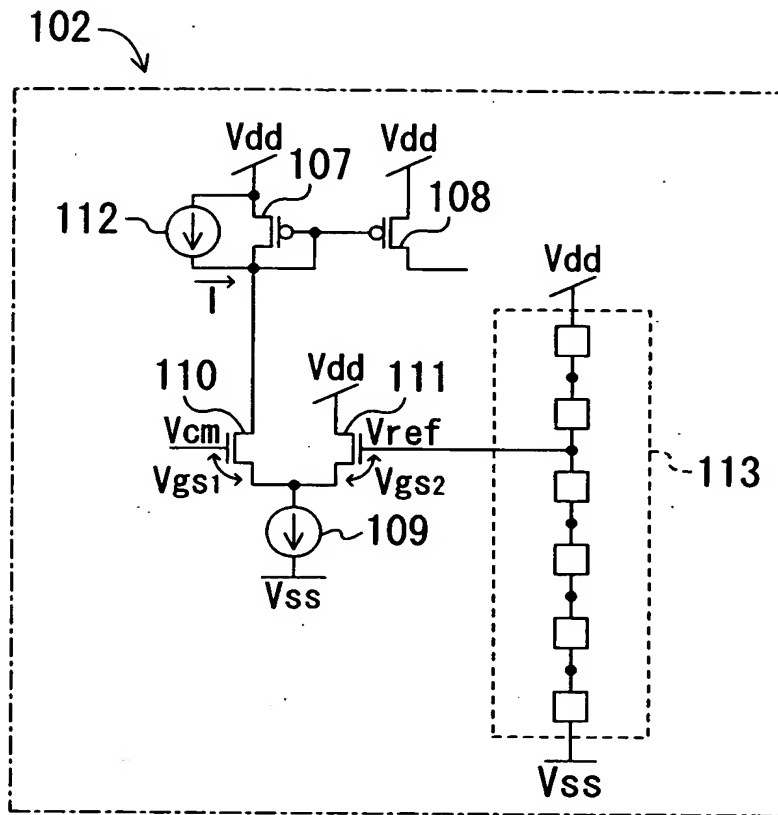 102
Vdd
107
Vdd
112
108
I
Vdd
110
Vdd
111
Vcm
Vref
113
Vgs1
Vgs2
109
Vss
Vss